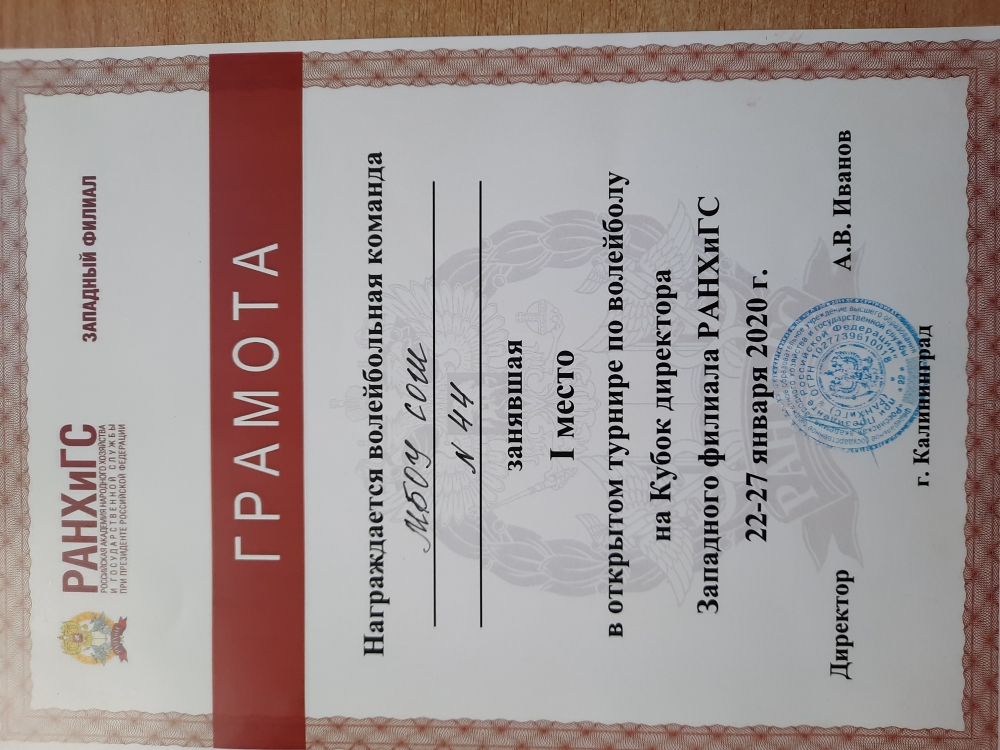 РАНХиГС
РОССИЙСКАЯ АКАДЕМИЯ НАРОДНОГО ХОЗЯЙСТВА
И ГОСУДАРСТВЕННОЙ СЛУЖБЫ
ПРИ ПРЕЗИДЕНТЕ РОССИЙСКОЙ ФЕДЕРАЦИИ
ЗАПАДНЫЙ ФИЛИАЛ
ГРАМОТА
Награждается волейбольная команда
МБОУ СОШ
N 44
занявшая
I место
в открытом турнире по волейболу
на Кубок директора
Западного филиала РАНХиГС
22-27 января 2020 г.
Директор
А.В. Иванов
г. Калининград